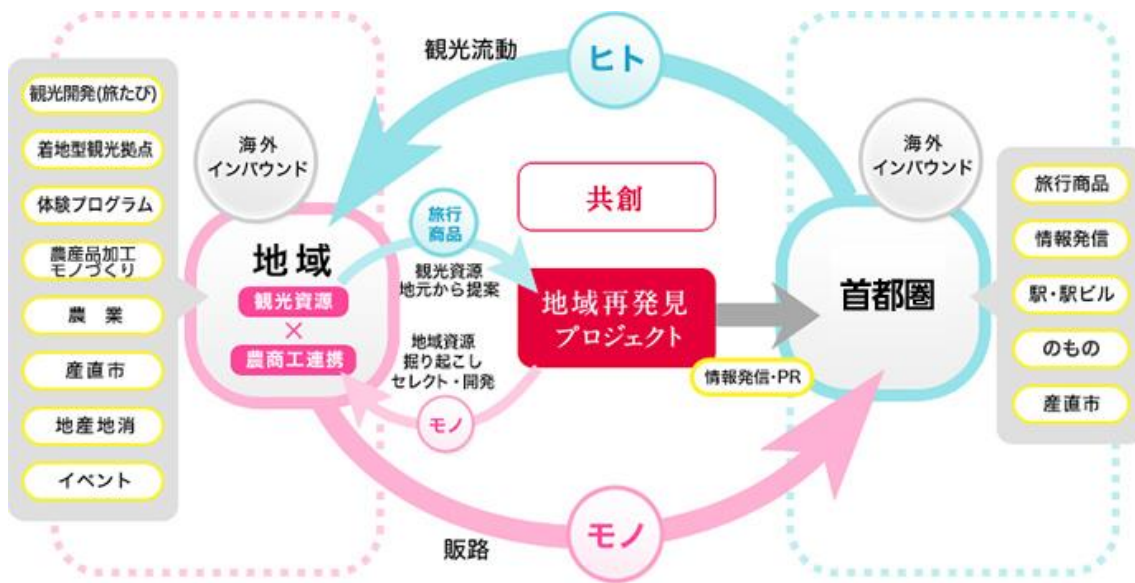 観光流動
ヒト
観光開発(旅たび)
着地型観光拠点
体験プログラム
農産品加工
モノづくり
農　業
産直市
地産地消
イベント
海外
インバウンド
地域
観光資源
×
農商工連携
旅行
商品
観光資源
地元から提案
地域資源
掘り起こし
セレクト・開発
モノ
共創
地域再発見
プロジェクト
情報発信・PR
海外
インバウンド
首都圏
旅行商品
情報発信
駅・駅ビル
のもの
産直市
販路
モノ